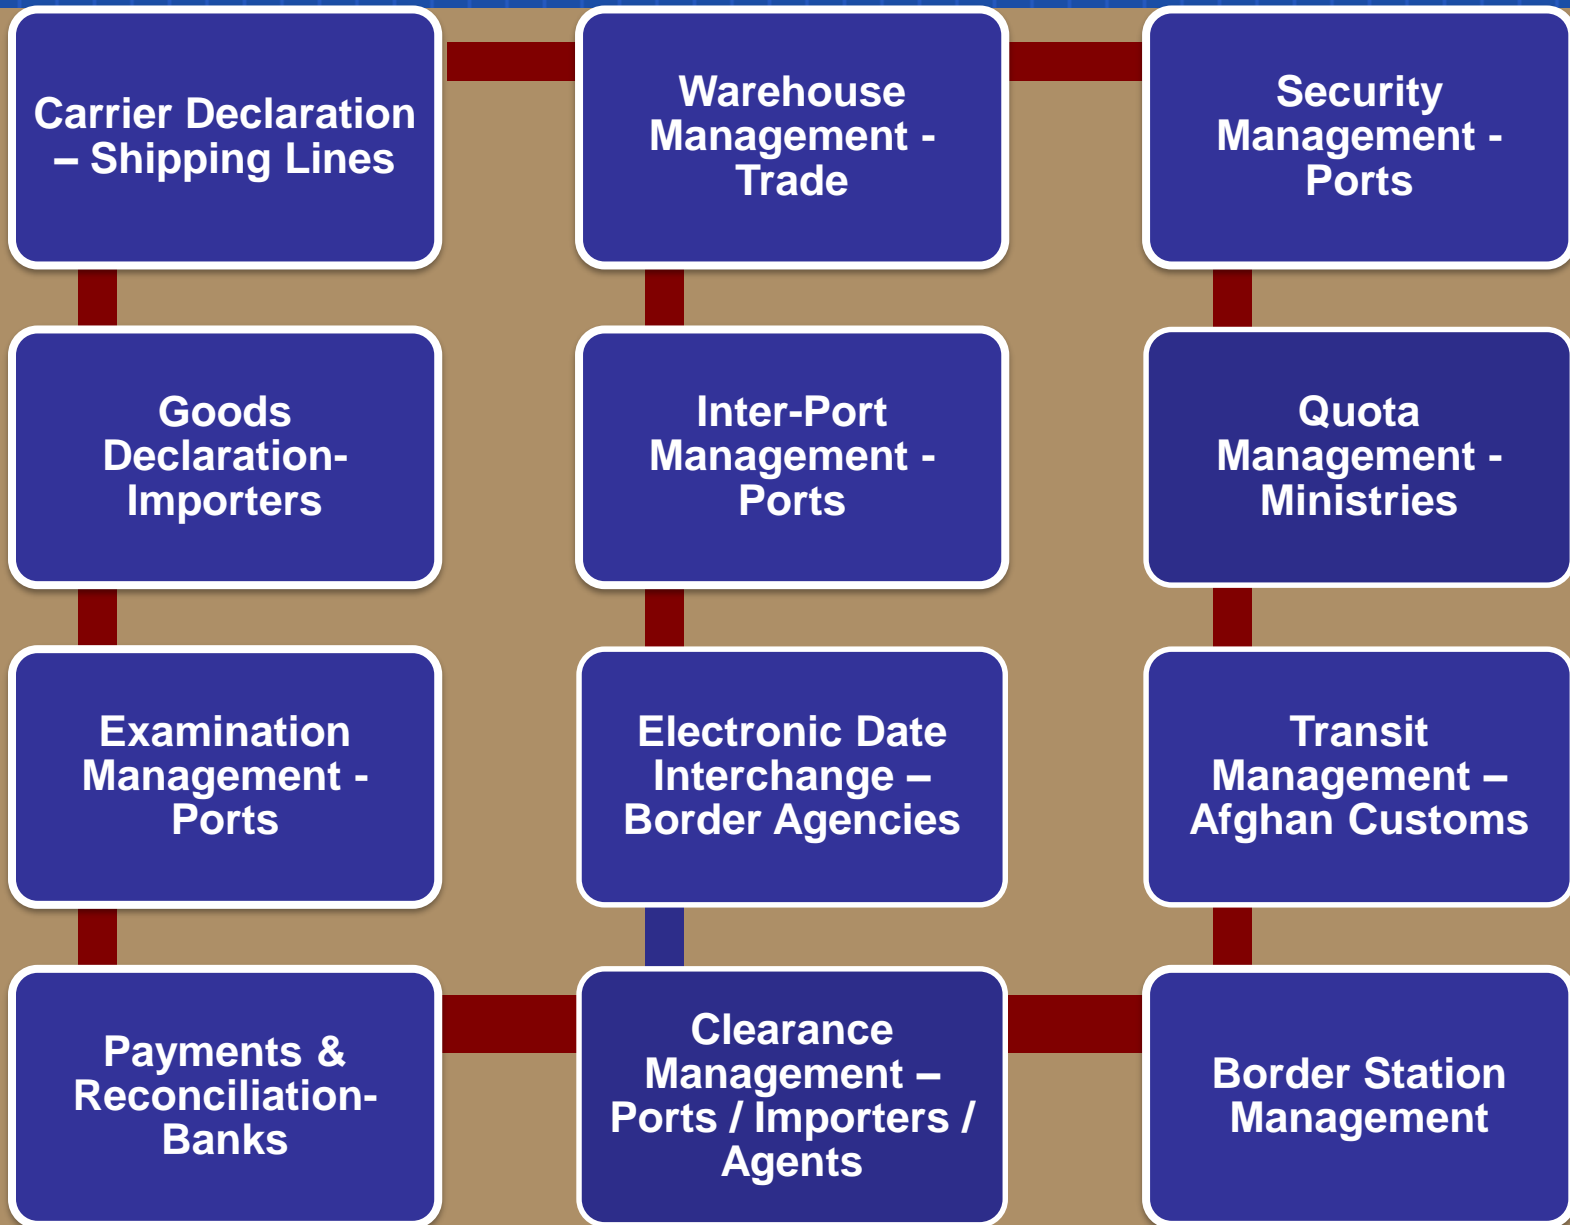 Carrier Declaration
– Shipping Lines
Warehouse
Management -
Trade
Security
Management -
Ports
Goods
Declaration-
Importers
Inter-Port
Management -
Ports
Quota
Management -
Ministries
Examination
Management -
Ports
Electronic Date
Interchange –
Border Agencies
Transit
Management –
Afghan Customs
Payments &
Reconciliation-
Banks
Clearance
Management –
Ports / Importers /
Agents
Border Station
Management